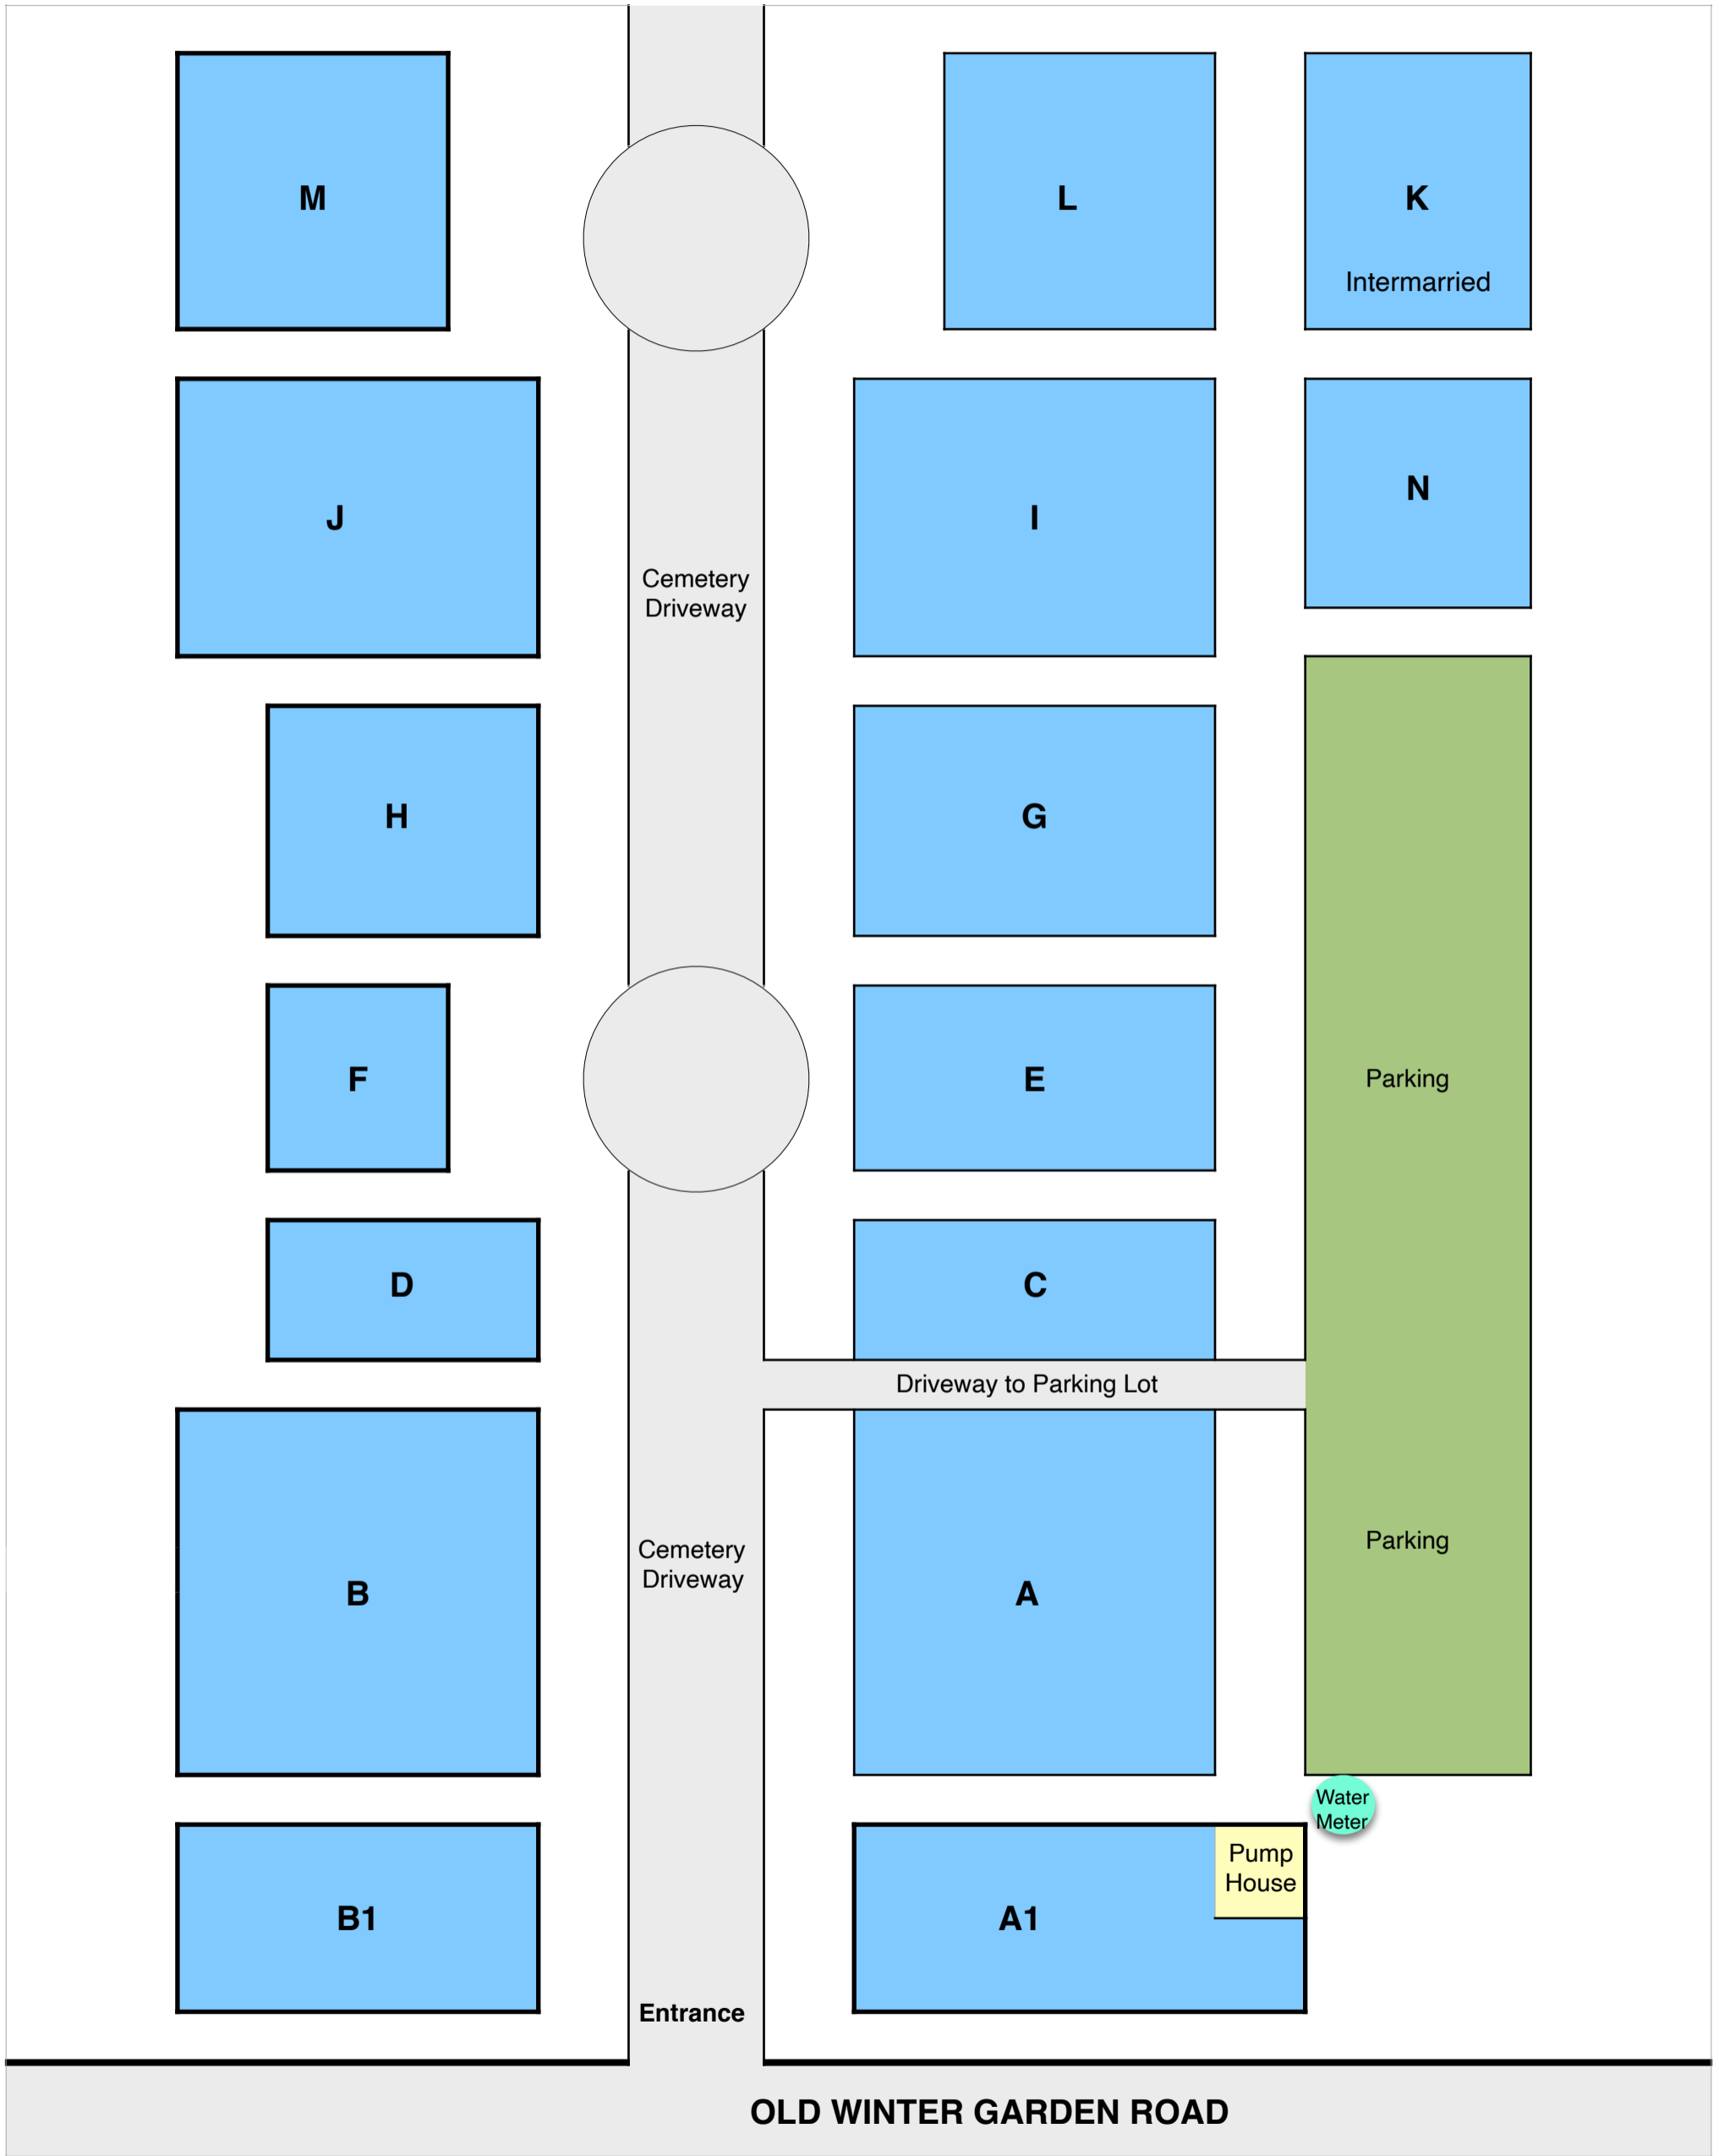 M
L
K
Intermarried
J
I
N
Cemetery
Driveway
H
G
F
E
Parking
D
C
Driveway to Parking Lot
Cemetery
Driveway
Parking
B
A
Water
Meter
Pump
House
B1
A1
Entrance
OLD WINTER GARDEN ROAD